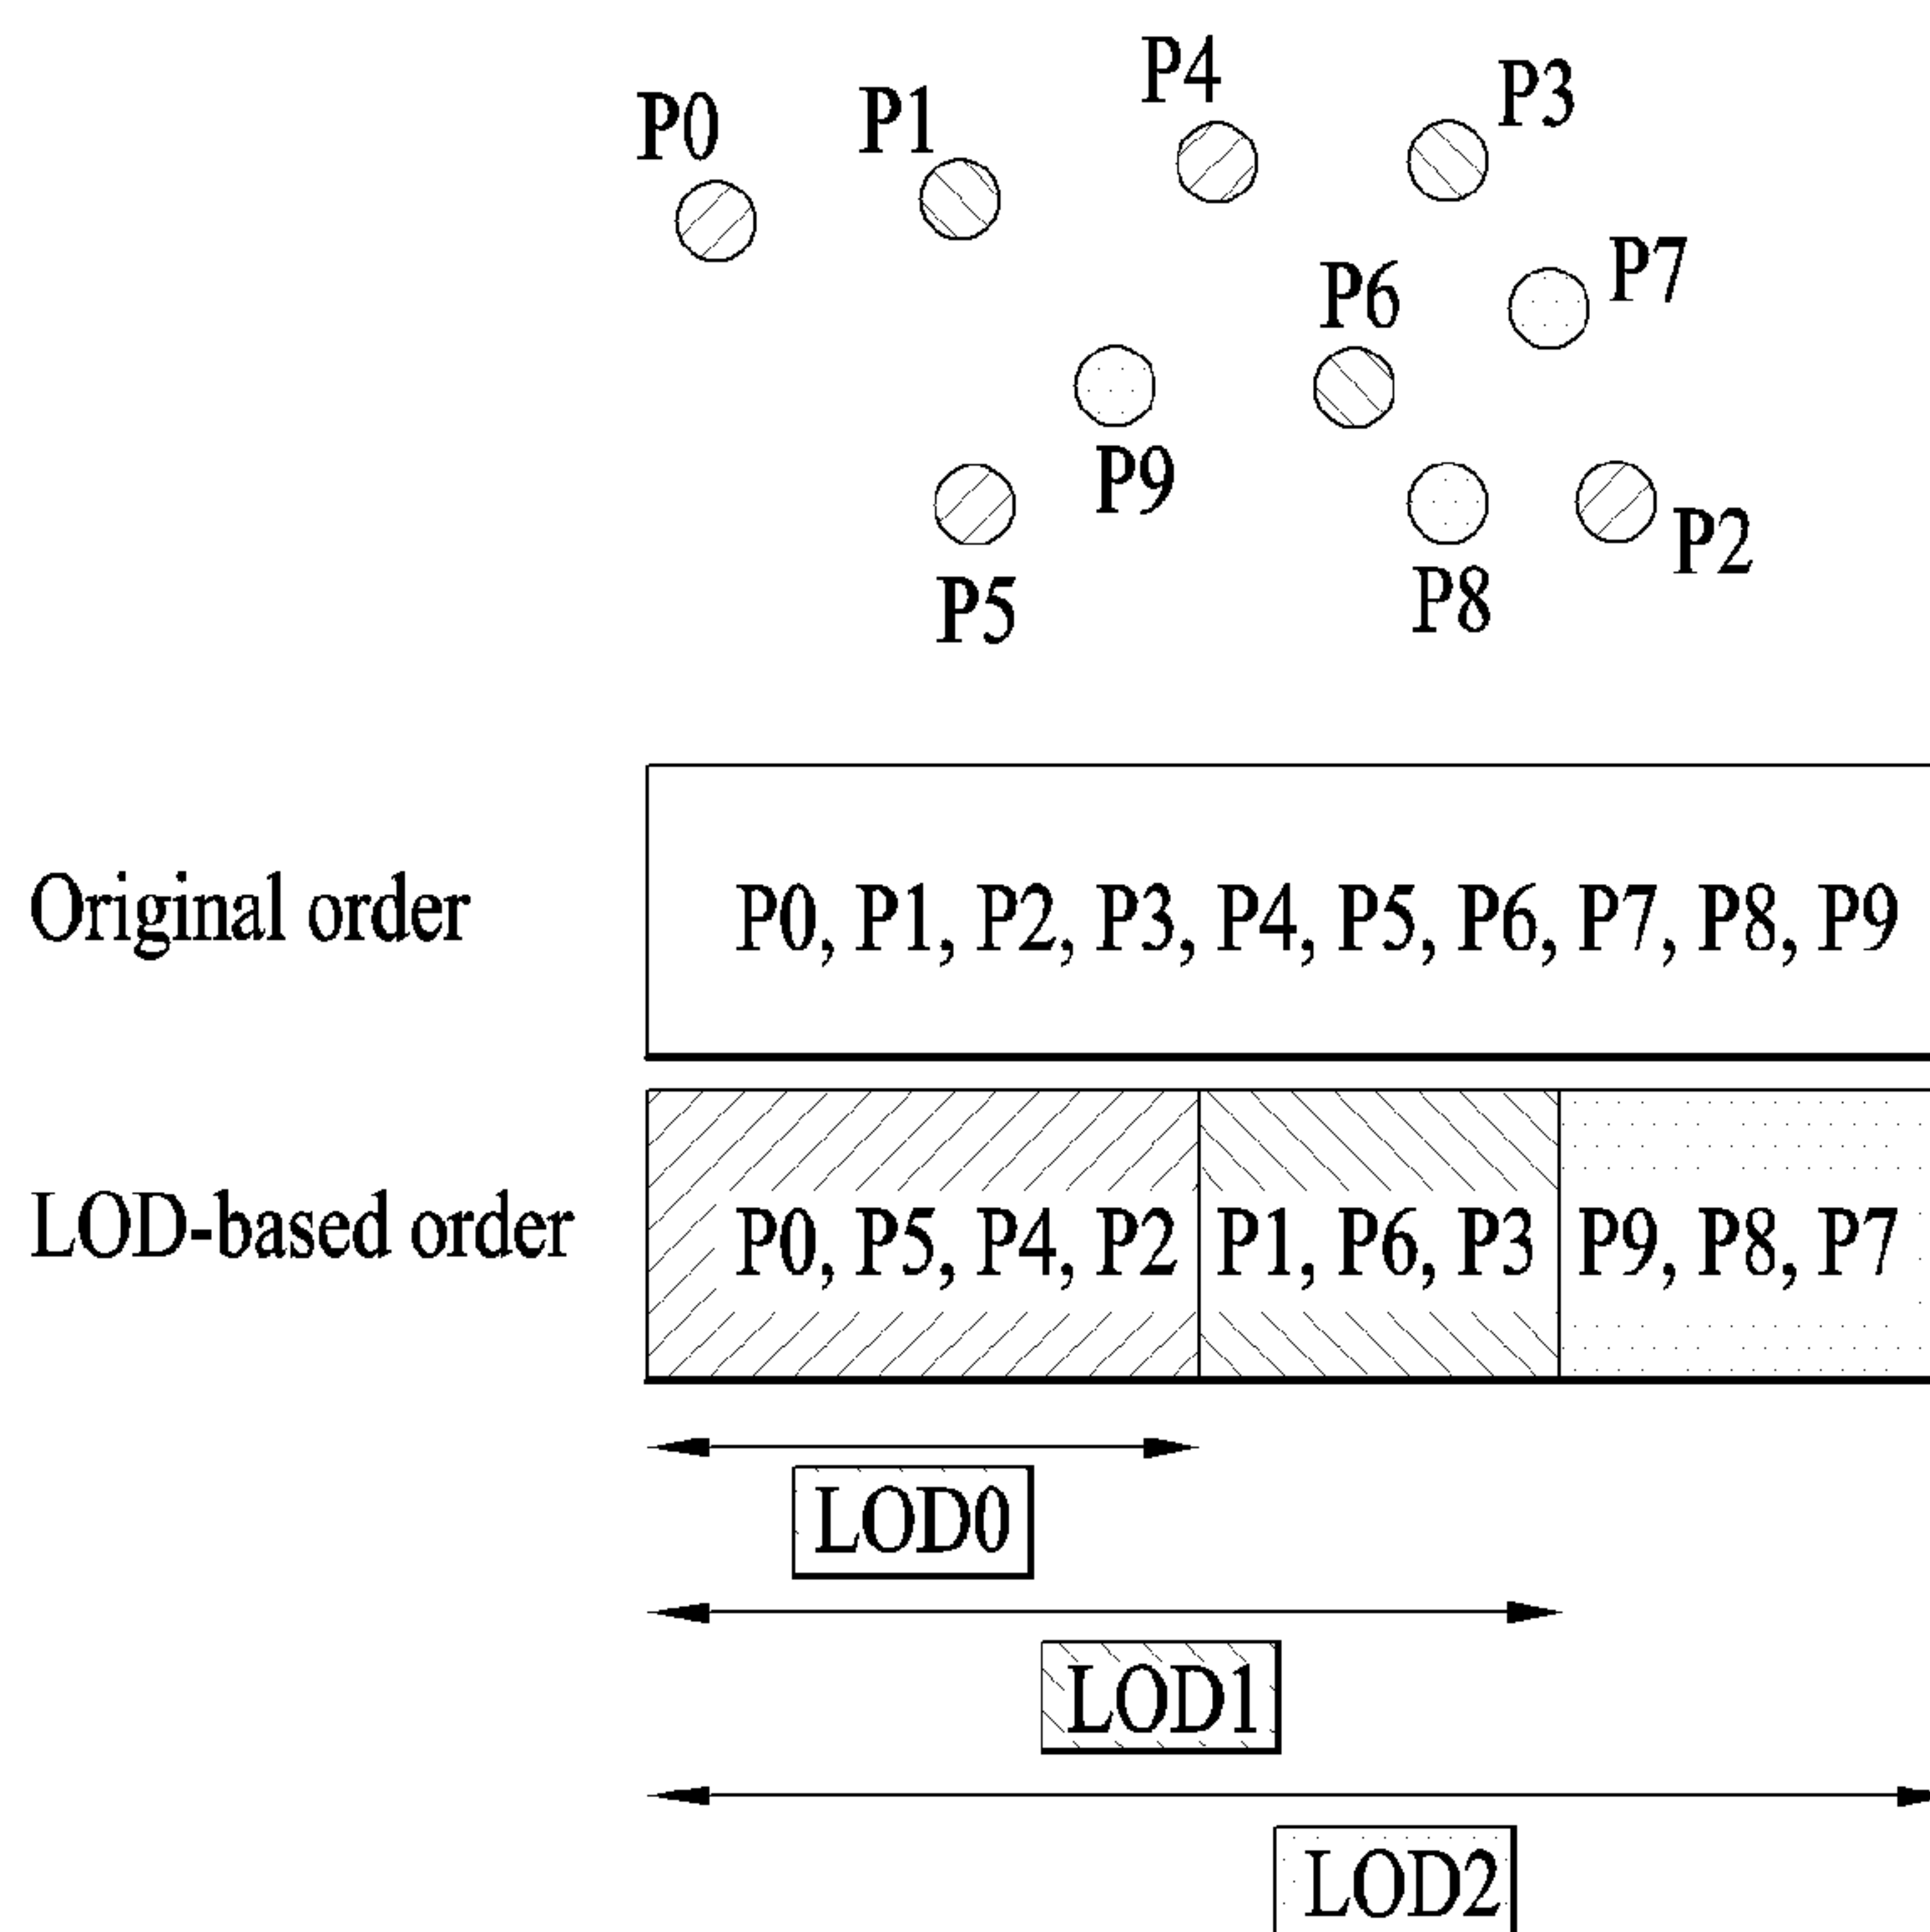 P4
P3
P0
P1
P7
P6
P9
P2
P8
P5
Original order
P0, P1, P2, P3, P4, P5, P6, P7, P8, P9
LOD-based order
P0, P5, P4, P2 P1, P6, P3 P9, P8, P7
LOD0
LOD1
LOD2